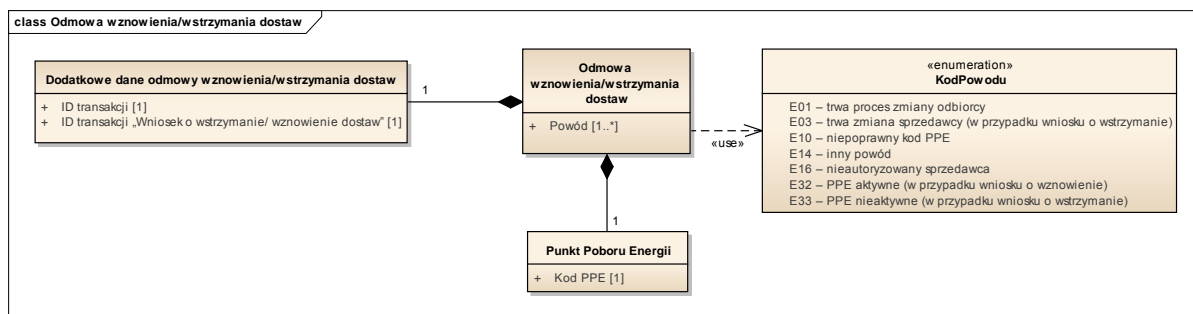 class Odmowa wznowienia/wstrzymania dostaw
Dodatkowe dane odmowy wznowienia/wstrzymania dostaw
+ ID transakcji [1]
+ ID transakcji „Wniosek o wstrzymanie/ wznowienie dostaw” [1]
1
Odmowa
wznowienia/wstrzymania
dostaw
+ Powód [1..*]
«use»
«enumeration»
KodPowodu
E01 – trwa proces zmiany odbiorcy
E03 – trwa zmiana sprzedawcy (w przypadku wniosku o wstrzymanie)
E10 – niepoprawny kod PPE
E14 – inny powód
E16 – nieautoryzowany sprzedawca
E32 – PPE aktywne (w przypadku wniosku o wznowienie)
E33 – PPE nieaktywne (w przypadku wniosku o wstrzymanie)
1
Punkt Poboru Energii
+ Kod PPE [1]